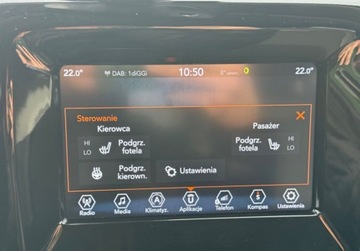 22.0° DAB: 1diGGi 10:50 22.0°
Sterowanie
Kierowca Pasażer
HI LO Podgrz. fotela Podgrz. fotela HI LO
Podgrz. kierown. Ustawienia
Radio Media Klimatyz. Aplikacje Telefon Kompas Ustawienia